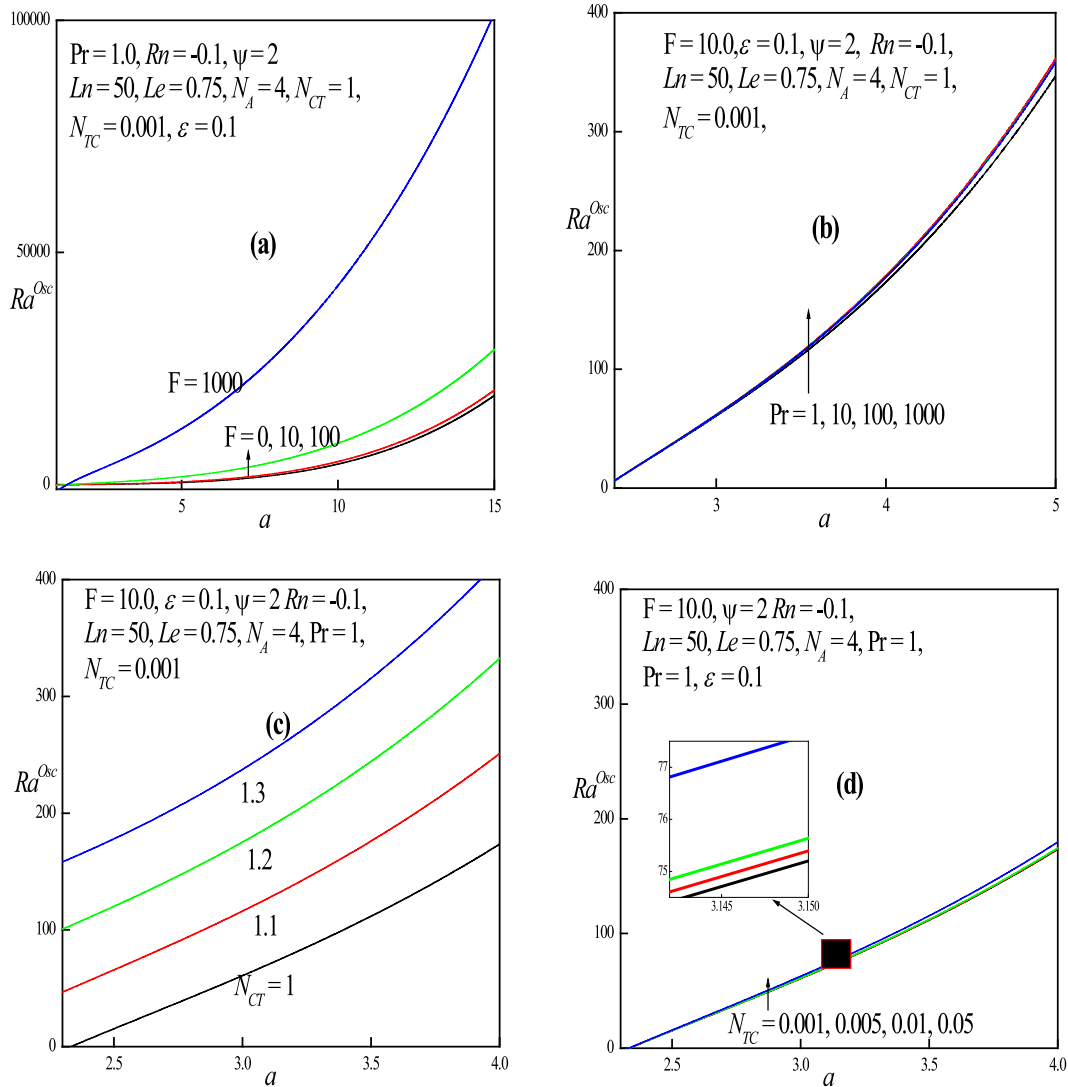 100000
Pr = 1.0, Rn = -0.1, ψ = 2
Ln = 50, Le = 0.75, N_A = 4, N_CT = 1,
N_TC = 0.001, ε = 0.1
(a)
50000
Ra^Osc
F = 1000
F = 0, 10, 100
0
5
10
15
a
400
F = 10.0, ε = 0.1, ψ = 2, Rn = -0.1,
Ln = 50, Le = 0.75, N_A = 4, N_CT = 1,
N_TC = 0.001,
300
(b)
Ra^Osc
200
100
Pr = 1, 10, 100, 1000
0
3
4
5
a
400
F = 10.0, ε = 0.1, ψ = 2 Rn = -0.1,
Ln = 50, Le = 0.75, N_A = 4, Pr = 1,
N_TC = 0.001
300
(c)
Ra^Osc
1.3
200
1.2
100
1.1
N_CT = 1
0
2.5
3.0
3.5
4.0
a
400
F = 10.0, ψ = 2 Rn = -0.1,
Ln = 50, Le = 0.75, N_A = 4, Pr = 1,
Pr = 1, ε = 0.1
300
77
76
75
3.145
3.150
(d)
Ra^Osc
200
100
N_TC = 0.001, 0.005, 0.01, 0.05
0
2.5
3.0
3.5
4.0
a